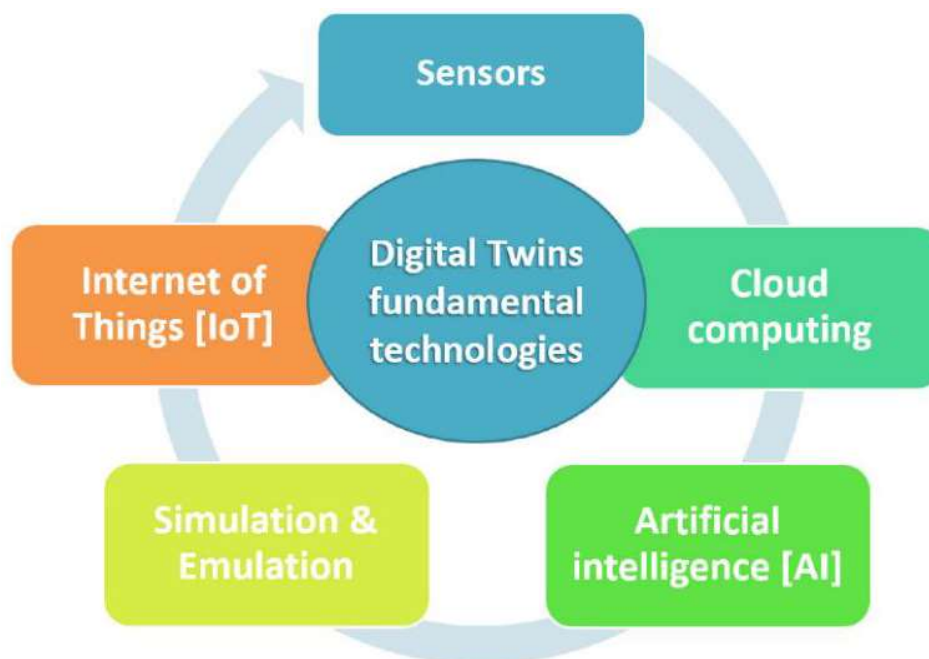 Sensors
Digital Twins
fundamental
technologies
Cloud
computing
Artificial
intelligence [AI]
Simulation &
Emulation
Internet of
Things [IoT]